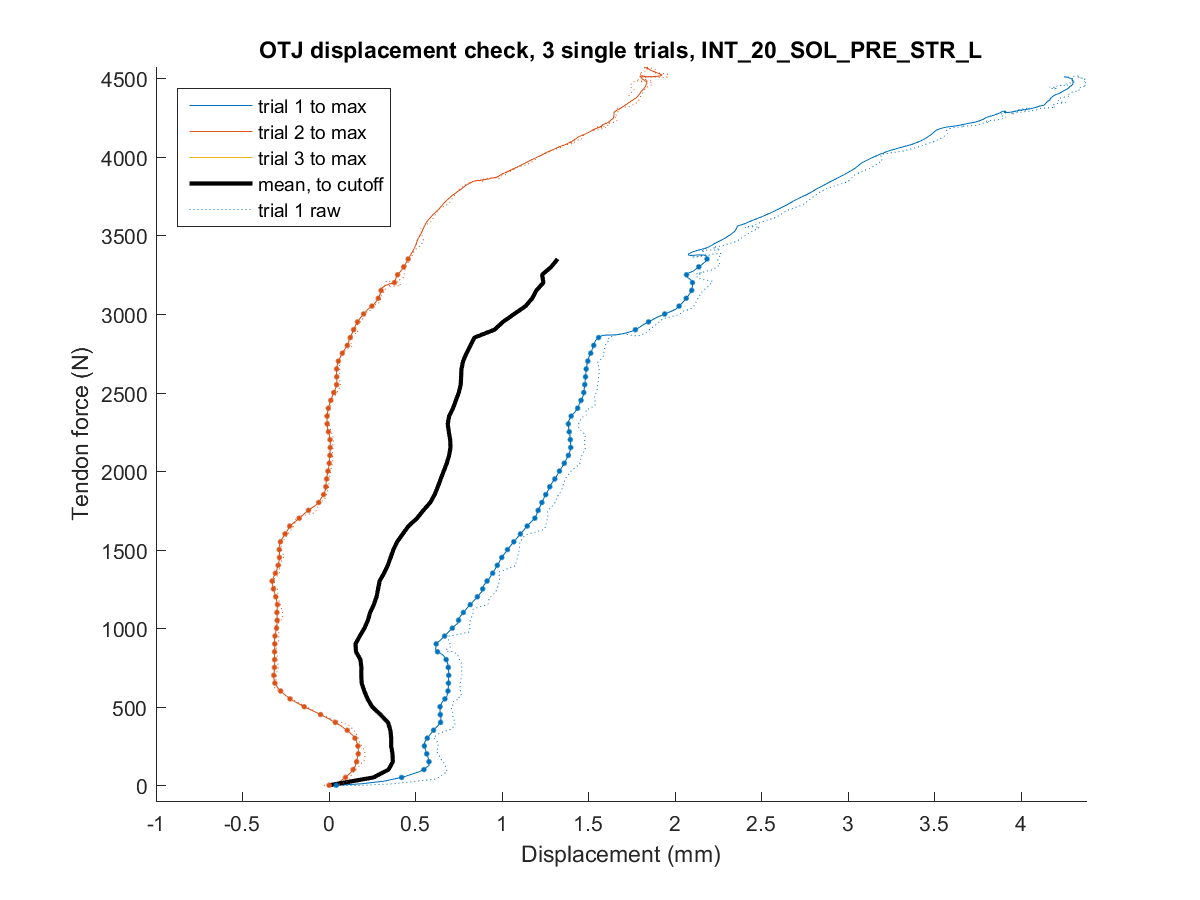 OTJ displacement check, 3 single trials, INT_20_SOL_PRE_STR_L
4500
4000
3500
3000
2500
2000
1500
1000
500
0
Tendon force (N)
trial 1 to max
trial 2 to max
trial 3 to max
mean, to cutoff
trial 1 raw
-1
-0.5
0
0.5
1
1.5
2
2.5
3
3.5
4
Displacement (mm)